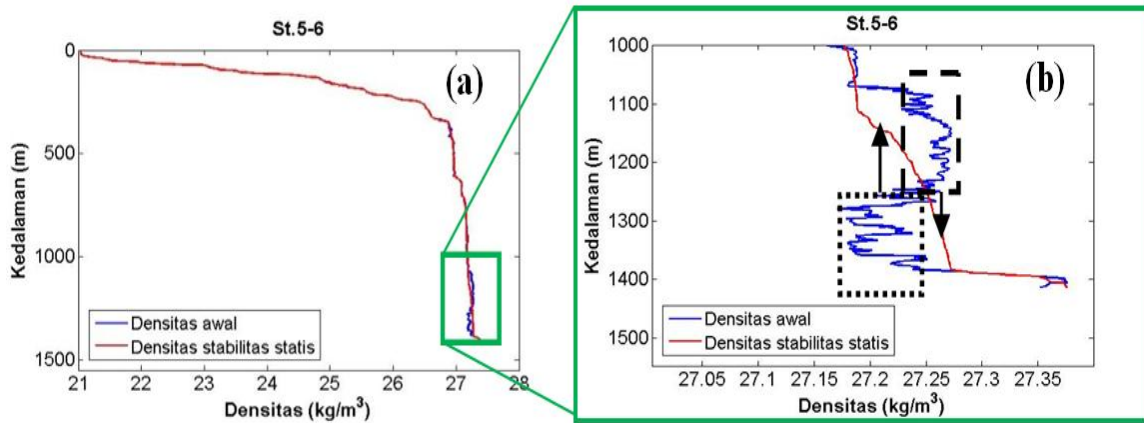 St.5-6
(a)
0
500
1000
1500
Kedalaman (m)
Densitas awal
Densitas stabilitas statis
21 22 23 24 25 26 27 28
Densitas (kg/m³)
St.5-6
(b)
1000
1100
1200
1300
1400
1500
Kedalaman (m)
Densitas awal
Densitas stabilitas statis
27.05 27.1 27.15 27.2 27.25 27.3 27.35
Densitas (kg/m³)